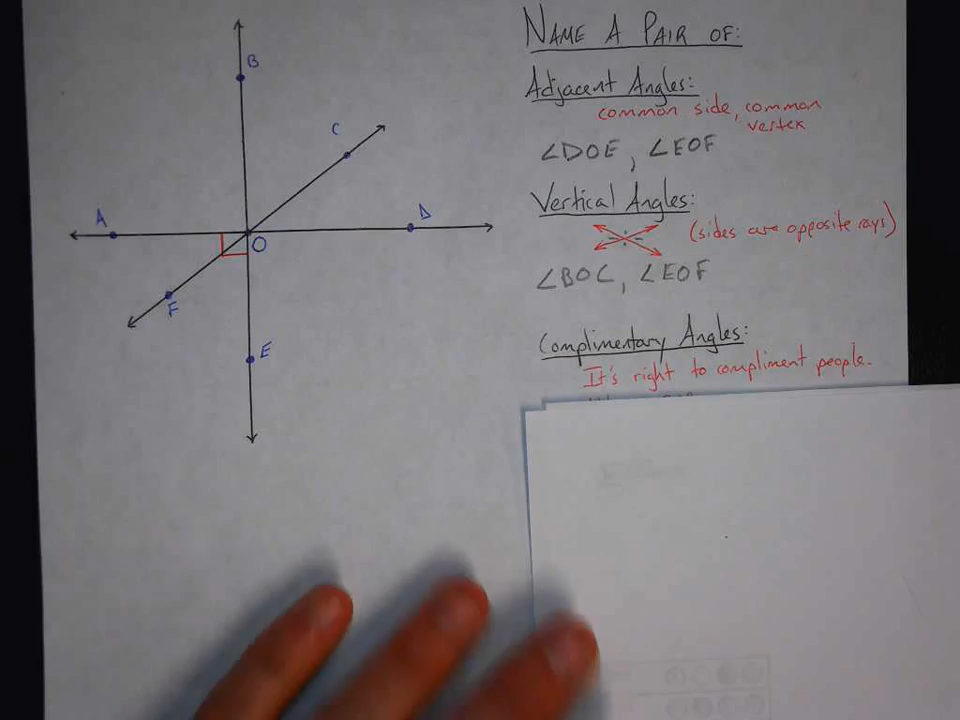 NAME A PAIR OF:
Adjacent Angles:
common side, common
vertex
∠DOE, ∠EOF
Vertical Angles:
(sides are opposite rays)
∠BOC, ∠EOF
Complimentary Angles:
It's right to compliment people.
B
C
A
D
O
F
E